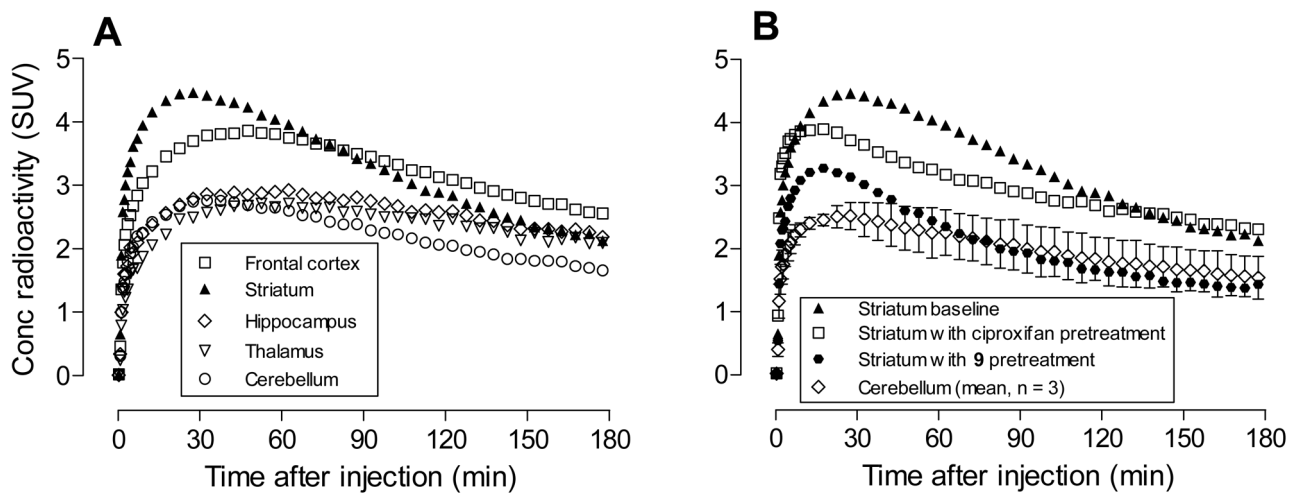 A
Conc radioactivity (SUV)
5
4
3
2
1
0
Frontal cortex
Striatum
Hippocampus
Thalamus
Cerebellum
0 30 60 90 120 150 180
Time after injection (min)
B
5
4
3
2
1
0
Striatum baseline
Striatum with ciproxifan pretreatment
Striatum with 9 pretreatment
Cerebellum (mean, n = 3)
0 30 60 90 120 150 180
Time after injection (min)